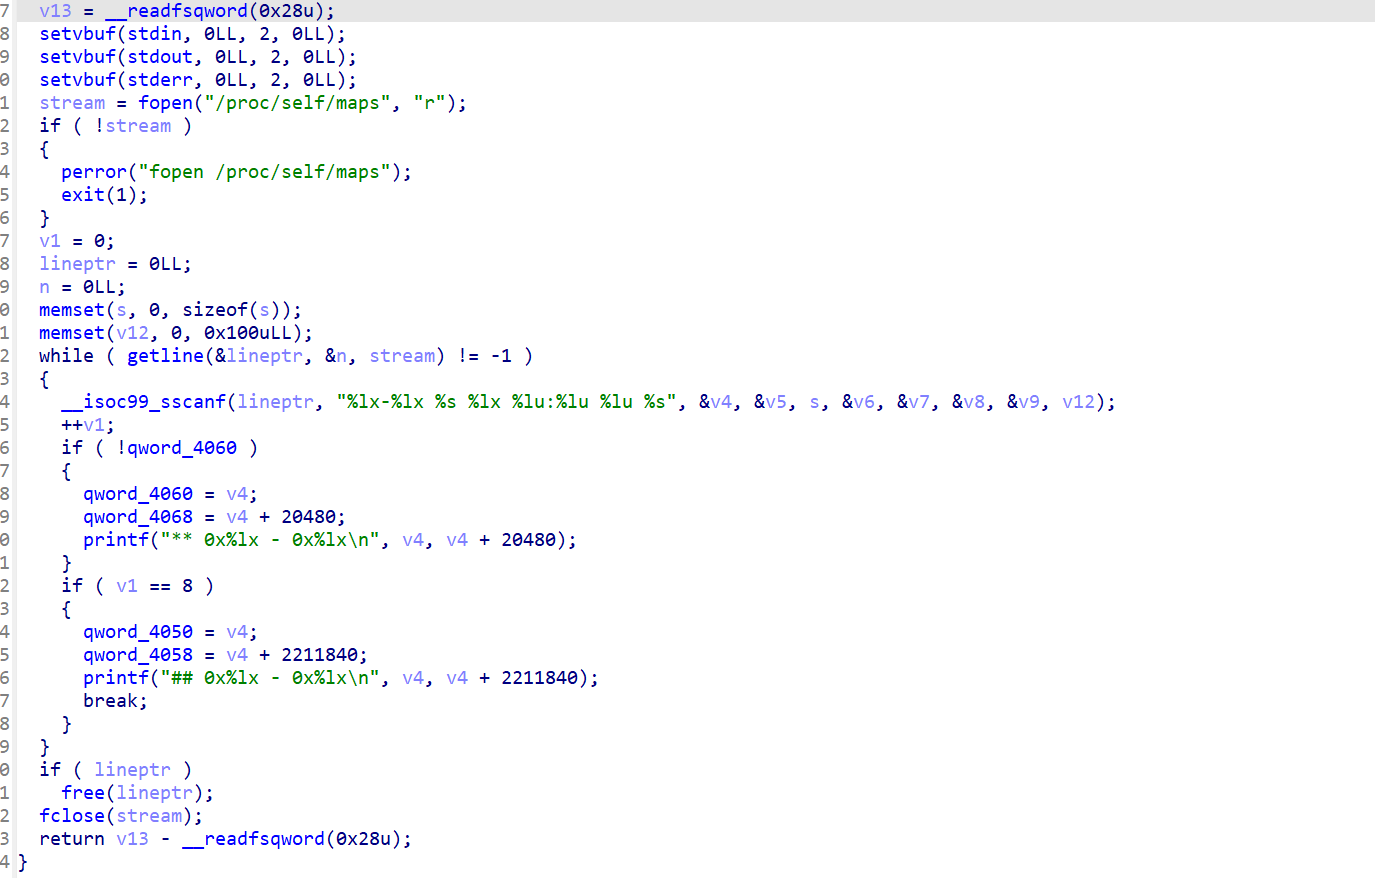 7 v13 = __readfsqword(0x28u);
8 setvbuf(stdin, 0LL, 2, 0LL);
9 setvbuf(stdout, 0LL, 2, 0LL);
0 setvbuf(stderr, 0LL, 2, 0LL);
1 stream = fopen("/proc/self/maps", "r");
2 if ( !stream )
3 {
4 perror("fopen /proc/self/maps");
5 exit(1);
6 }
7 v1 = 0;
8 lineptr = 0LL;
9 n = 0LL;
0 memset(s, 0, sizeof(s));
1 memset(v12, 0, 0x100uLL);
2 while ( getline(&lineptr, &n, stream) != -1 )
3 {
4 __isoc99_sscanf(lineptr, "%lx-%lx %s %lx %lu:%lu %lu %s", &v4, &v5, s, &v6, &v7, &v8, &v9, v12);
5 ++v1;
6 if ( !qword_4060 )
7 {
8 qword_4060 = v4;
9 qword_4068 = v4 + 20480;
0 printf("** 0x%lx - 0x%lx\n", v4, v4 + 20480);
1 }
2 if ( v1 == 8 )
3 {
4 qword_4050 = v4;
5 qword_4058 = v4 + 2211840;
6 printf("## 0x%lx - 0x%lx\n", v4, v4 + 2211840);
7 break;
8 }
9 }
0 if ( lineptr )
1 free(lineptr);
2 fclose(stream);
3 return v13 - __readfsqword(0x28u);
4 }